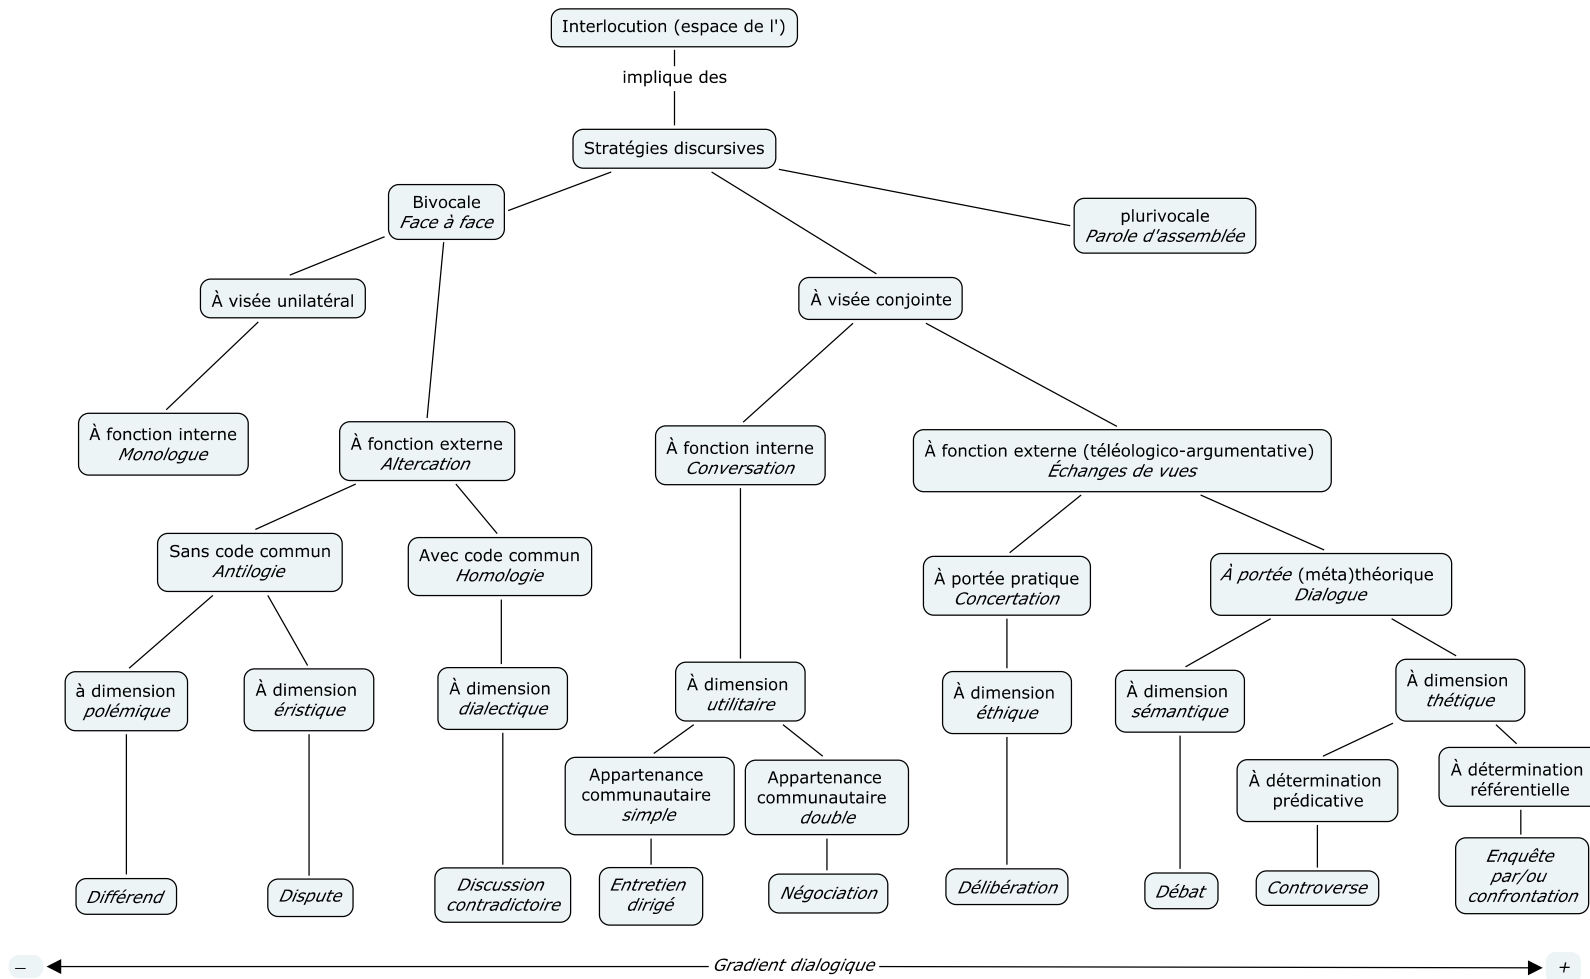 Interlocution (espace de l')
implique des
Stratégies discursives
Bivocale
Face à face
plurivocale
Parole d'assemblée
À visée unilatéral
À visée conjointe
À fonction interne
Monologue
À fonction externe
Altercation
À fonction interne
Conversation
À fonction externe (téléologico-argumentative)
Échanges de vues
Sans code commun
Antilogie
Avec code commun
Homologie
À portée pratique
Concertation
À portée (méta)théorique
Dialogue
à dimension
polémique
À dimension
éristique
À dimension
dialectique
À dimension
utilitaire
À dimension
éthique
À dimension
sémantique
À dimension
thétique
Appartenance
communautaire
simple
Appartenance
communautaire
double
À détermination
prédicative
À détermination
référentielle
Différend
Dispute
Discussion
contradictoire
Entretien
dirigé
Négociation
Délibération
Débat
Controverse
Enquête
par/ou
confrontation
–
Gradient dialogique
+